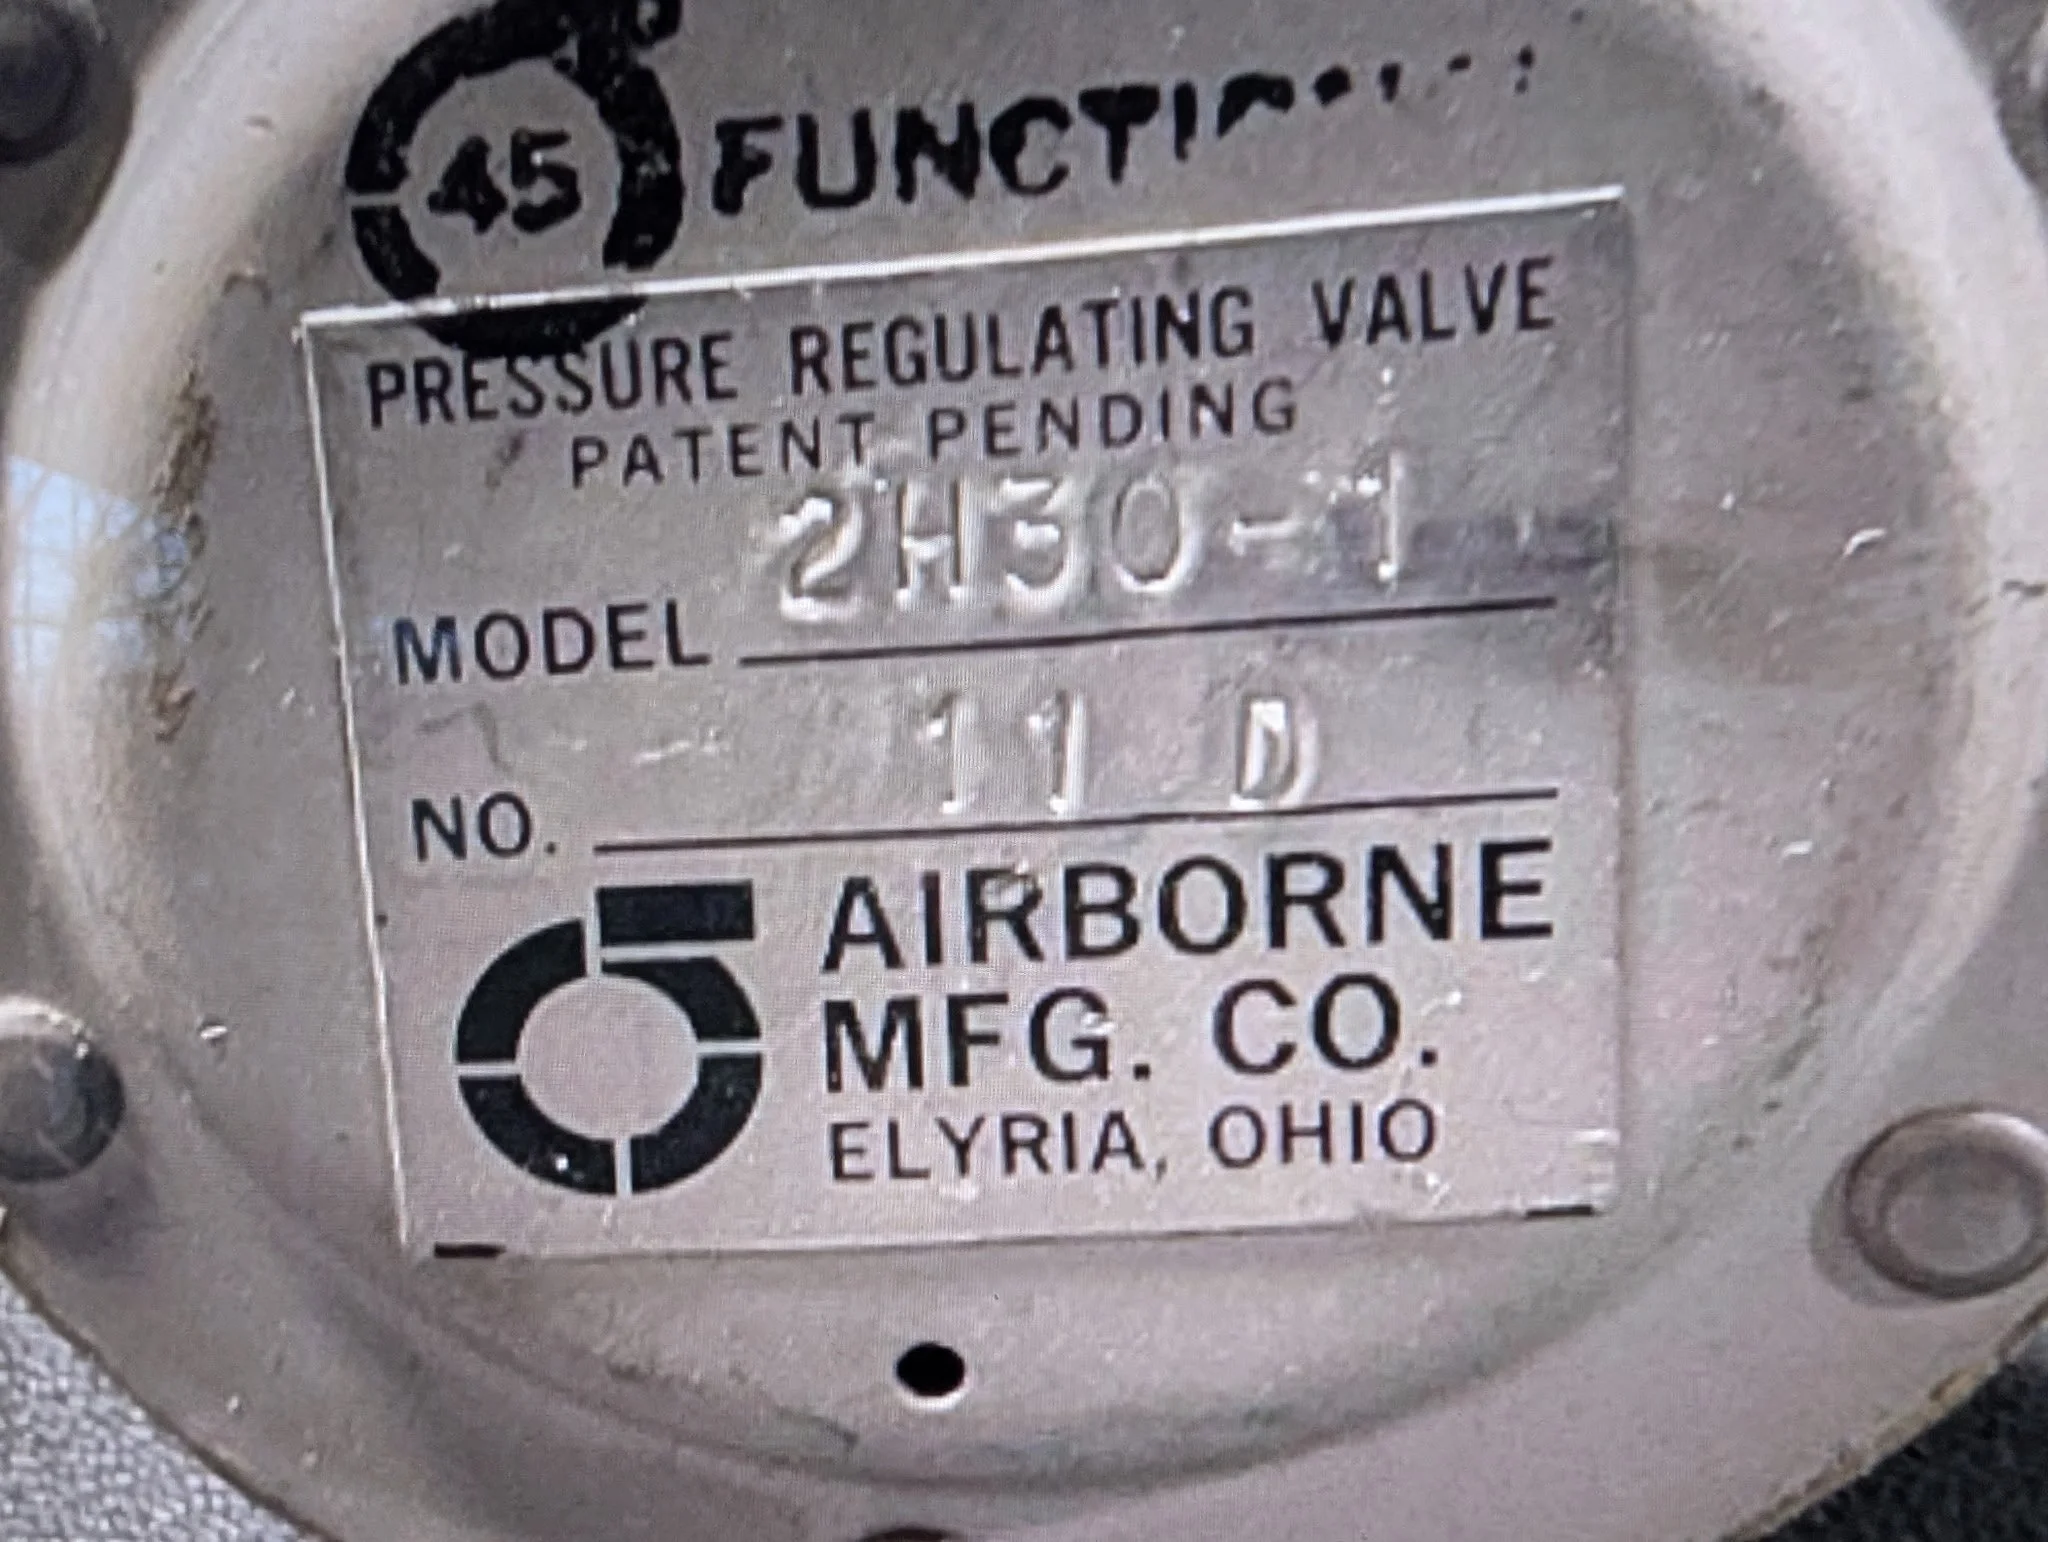 45
PRESSURE REGULATING VALVE
PATENT PENDING
MODEL 2H30-1
NO. 11 D
AIRBORNE
MFG. CO.
ELYRIA, OHIO